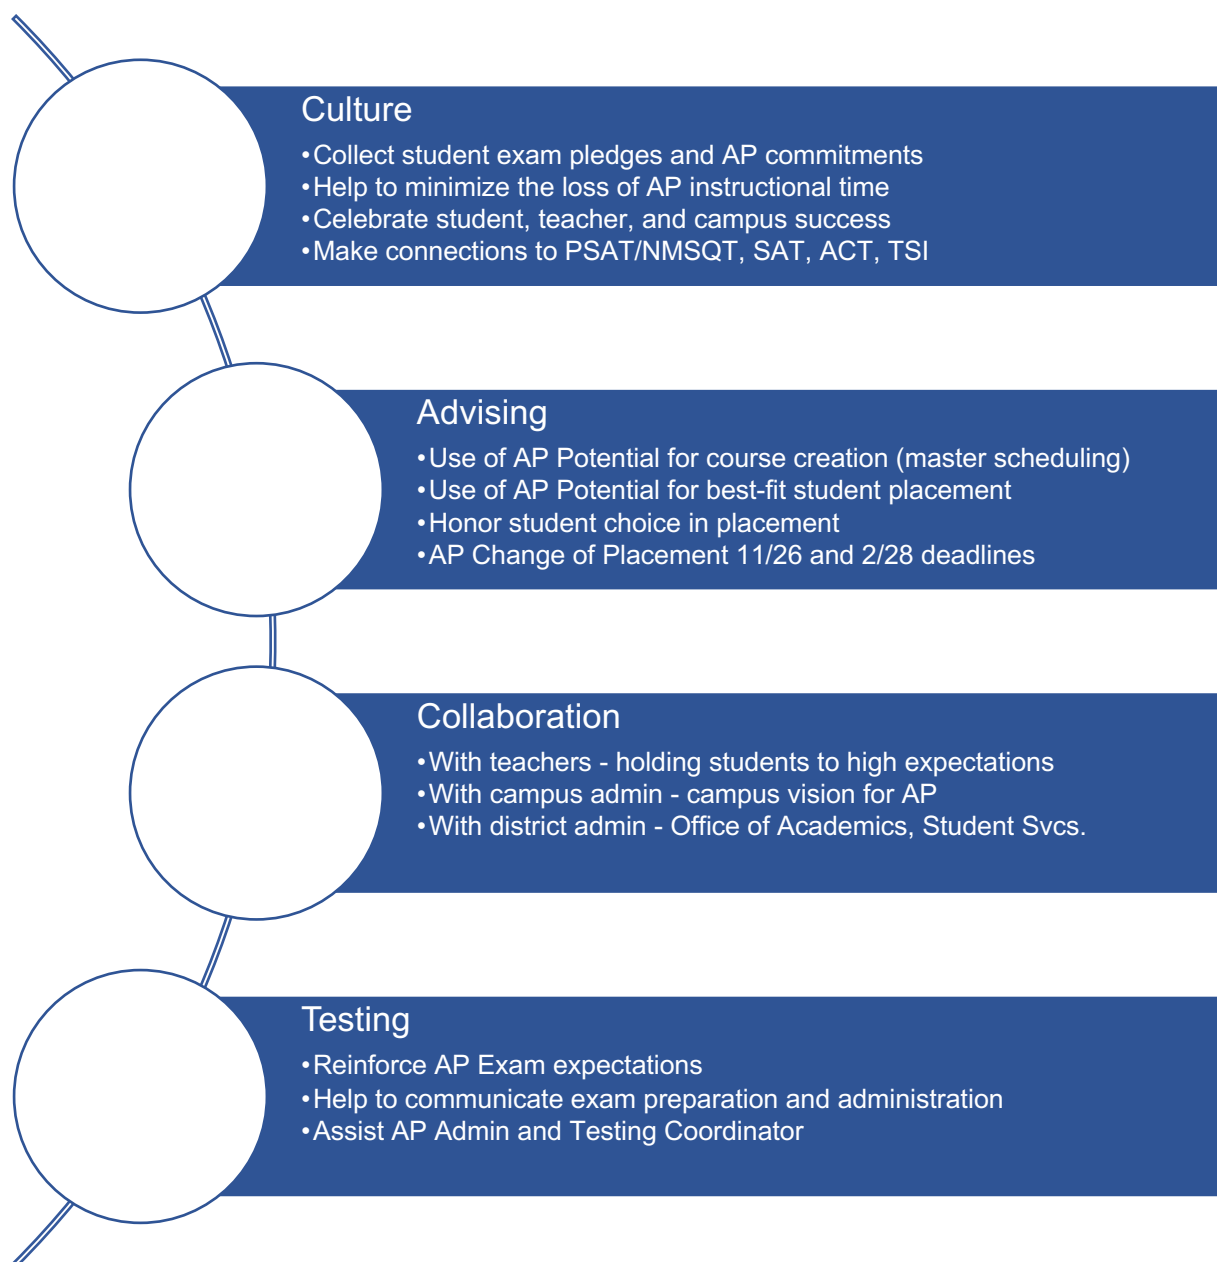 Culture
•Collect student exam pledges and AP commitments
•Help to minimize the loss of AP instructional time
•Celebrate student, teacher, and campus success
•Make connections to PSAT/NMSQT, SAT, ACT, TSI
Advising
•Use of AP Potential for course creation (master scheduling)
•Use of AP Potential for best-fit student placement
•Honor student choice in placement
•AP Change of Placement 11/26 and 2/28 deadlines
Collaboration
•With teachers - holding students to high expectations
•With campus admin - campus vision for AP
•With district admin - Office of Academics, Student Svcs.
Testing
•Reinforce AP Exam expectations
•Help to communicate exam preparation and administration
•Assist AP Admin and Testing Coordinator